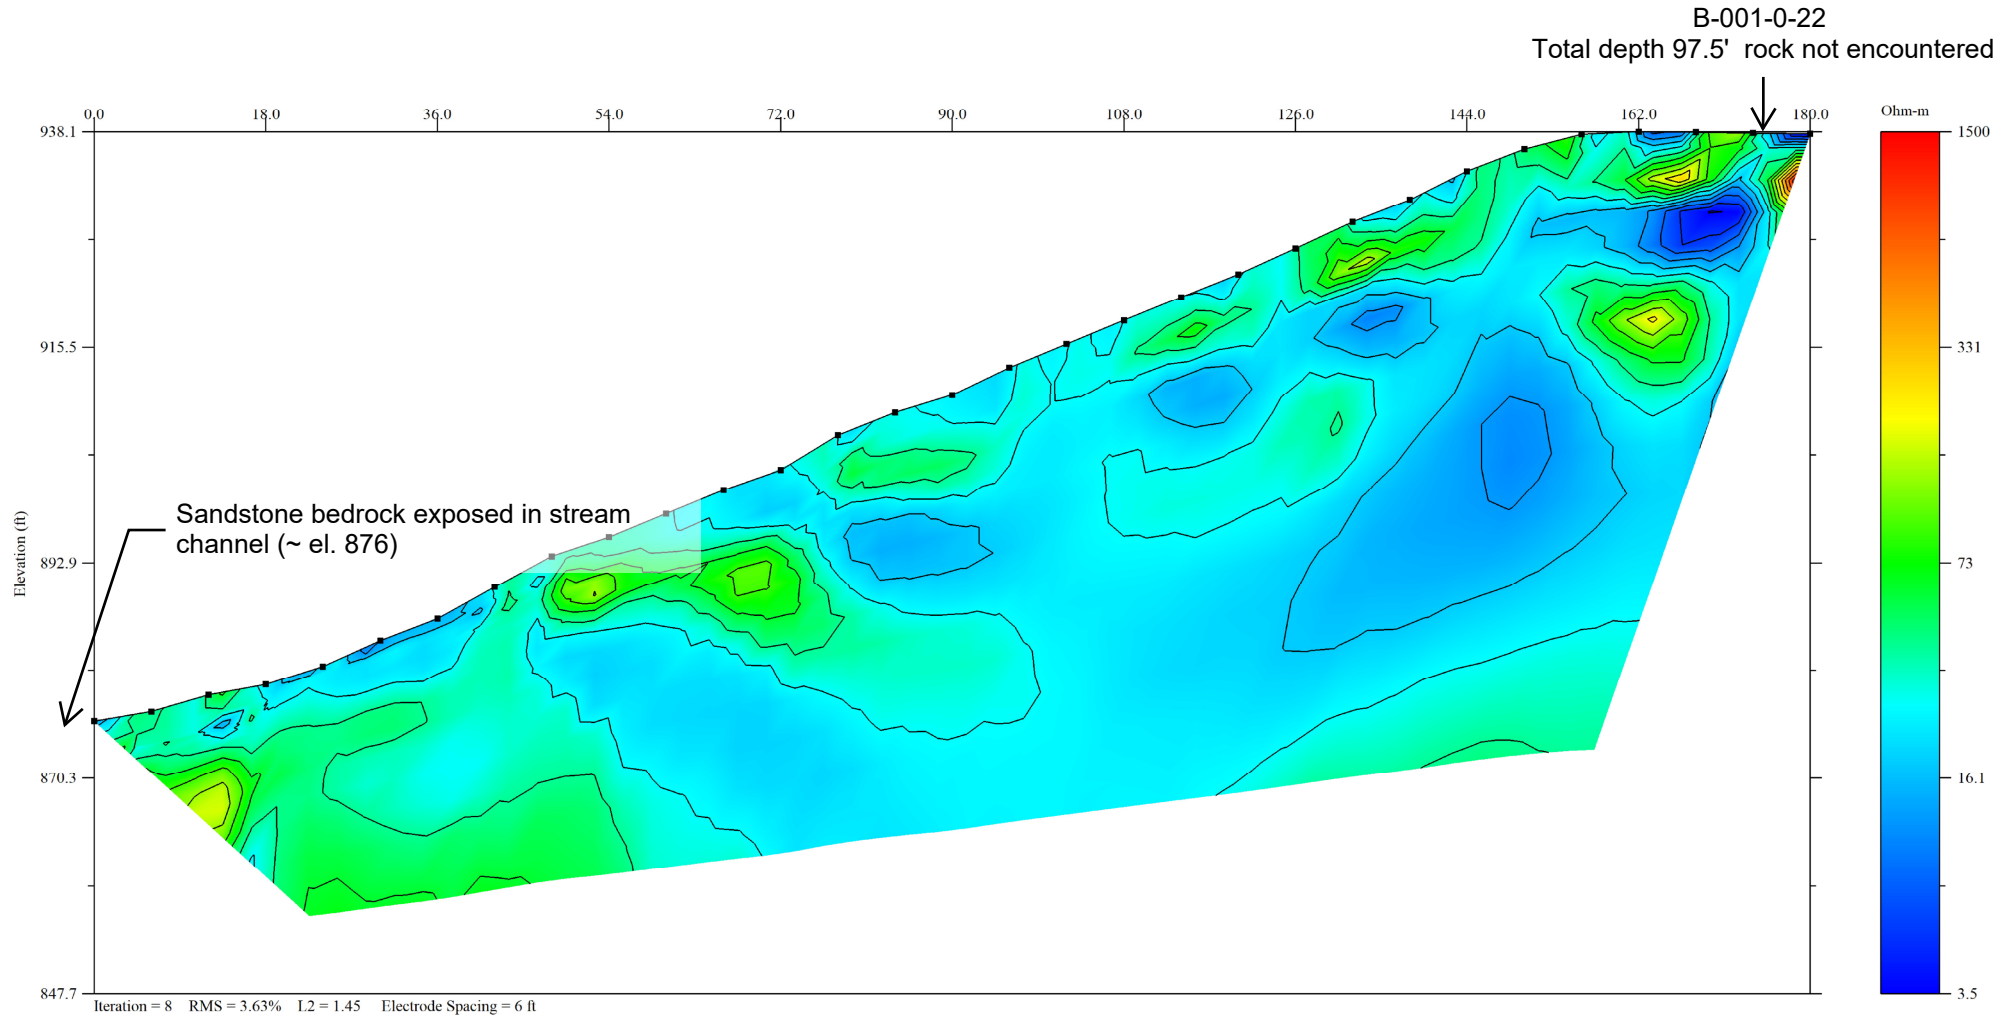 B-001-0-22
Total depth 97.5' rock not encountered
0.0 18.0 36.0 54.0 72.0 90.0 108.0 126.0 144.0 162.0 180.0
Ohm-m
938.1
1500
915.5
331
Sandstone bedrock exposed in stream
channel (~ el. 876)
Elevation (ft)
892.9
73
870.3
16.1
847.7
3.5
Iteration = 8 RMS = 3.63% L2 = 1.45 Electrode Spacing = 6 ft